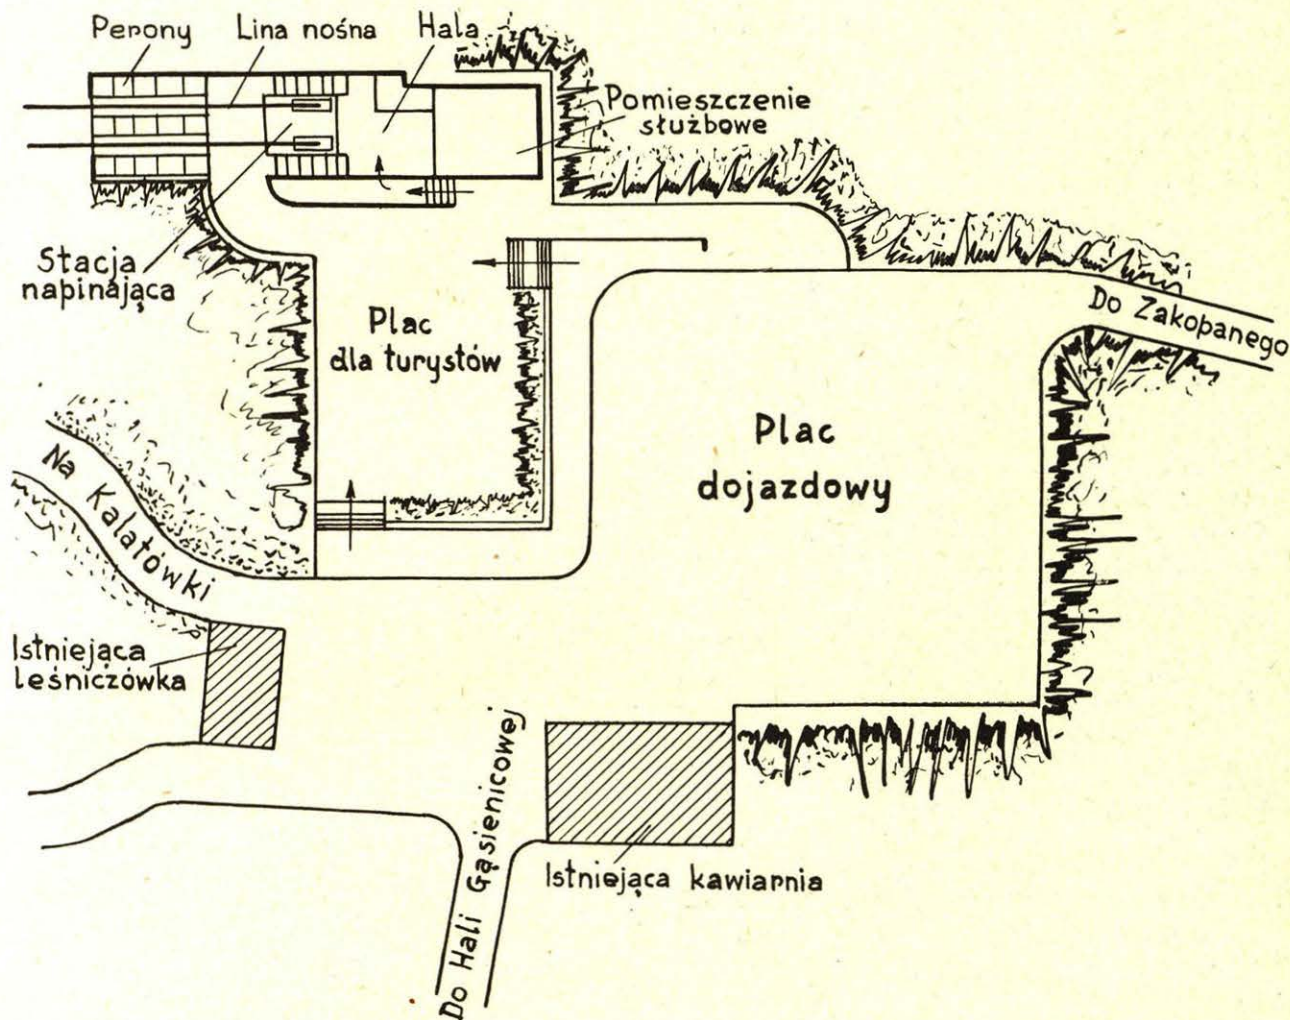 Perony
Lina nośna
Hala
Pomieszczenie
służbowe
Stacja
napinająca
Plac
dla turystów
Do Zakopanego
Plac
dojazdowy
Na Kalatówki
Istniejąca
leśniczówka
Do Hali Gąsienicowej
Istniejąca kawiarnia